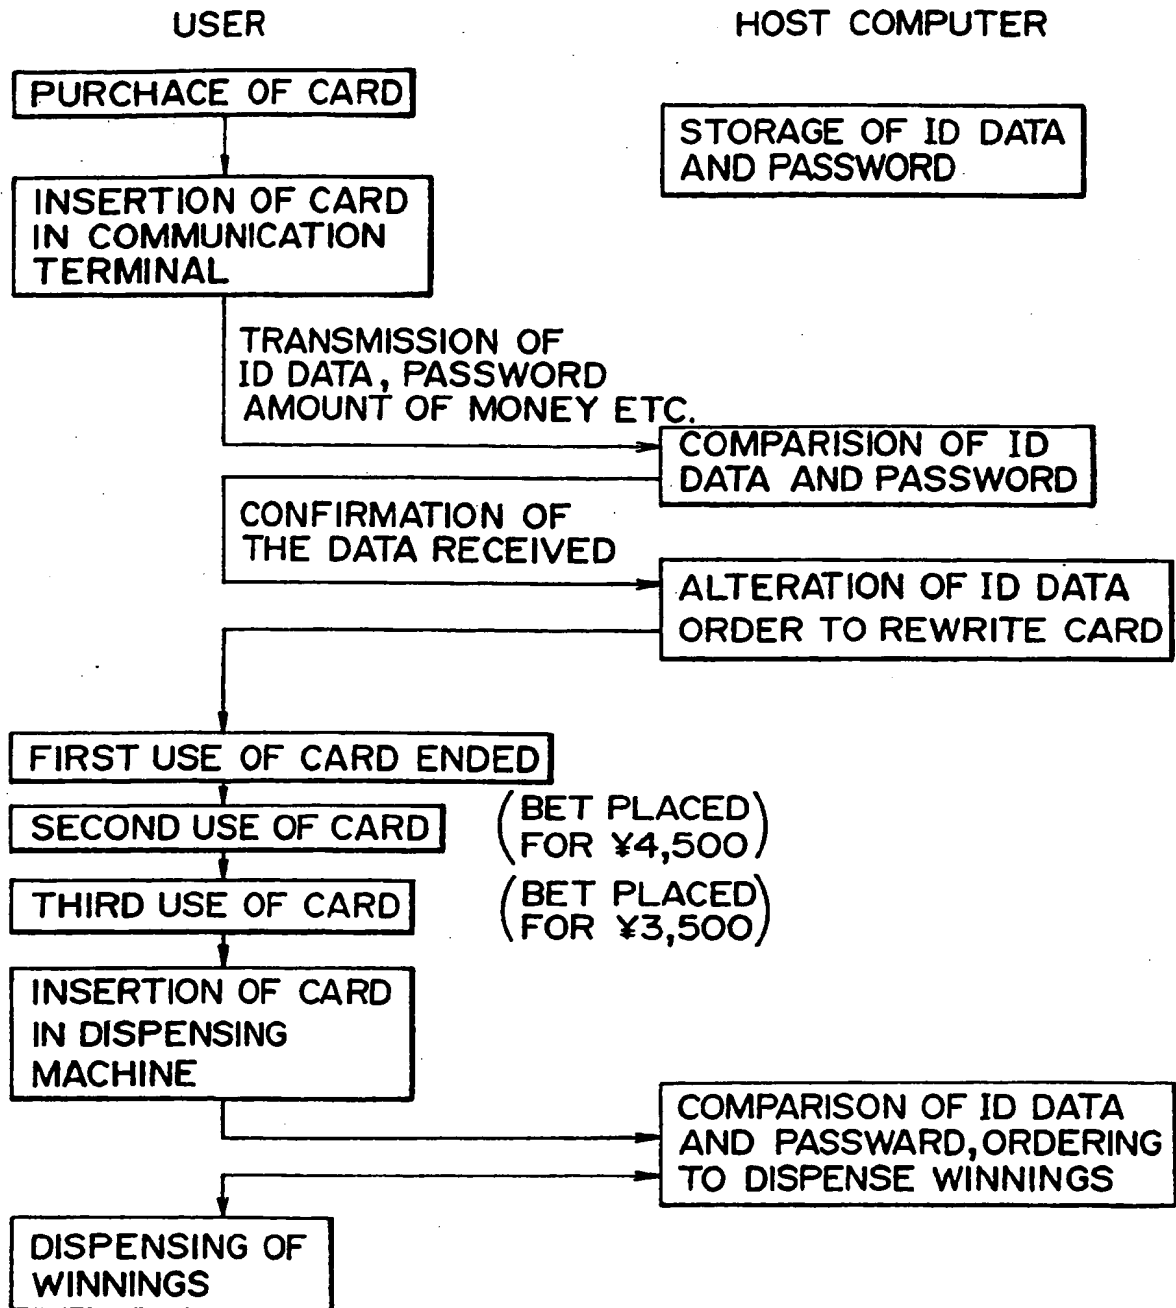 USER
HOST COMPUTER
PURCHACE OF CARD
STORAGE OF ID DATA
AND PASSWORD
INSERTION OF CARD
IN COMMUNICATION
TERMINAL
TRANSMISSION OF
ID DATA, PASSWORD
AMOUNT OF MONEY ETC.
COMPARISION OF ID
DATA AND PASSWORD
CONFIRMATION OF
THE DATA RECEIVED
ALTERATION OF ID DATA
ORDER TO REWRITE CARD
FIRST USE OF CARD ENDED
SECOND USE OF CARD
(BET PLACED
FOR ¥4,500)
THIRD USE OF CARD
(BET PLACED
FOR ¥3,500)
INSERTION OF CARD
IN DISPENSING
MACHINE
COMPARISON OF ID DATA
AND PASSWARD, ORDERING
TO DISPENSE WINNINGS
DISPENSING OF
WINNINGS